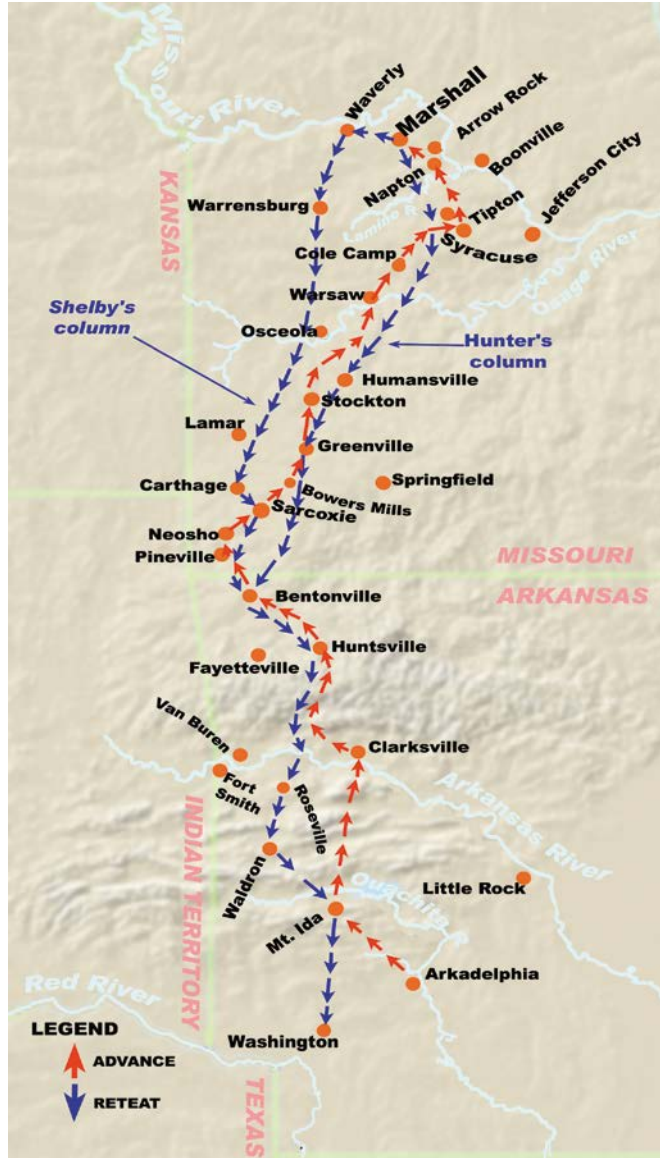 Missouri River
Waverly
Marshall
Arrow Rock
Boonville
Jefferson City
KANSAS
Napton
Warrensburg
Lamine R.
Tipton
Syracuse
Cole Camp
Osage River
Warsaw
Shelby's
column
Osceola
Hunter's
column
Humansville
Stockton
Lamar
Greenville
Carthage
Springfield
Bowers Mills
Sarcoxie
Neosho
Pineville
MISSOURI
ARKANSAS
Bentonville
Huntsville
Fayetteville
Van Buren
Clarksville
Fort
Smith
Roseville
Arkansas River
INDIAN TERRITORY
Waldron
Ouachita R.
Little Rock
Mt. Ida
Arkadelphia
Red River
LEGEND
ADVANCE
RETEAT
Washington
TEXAS